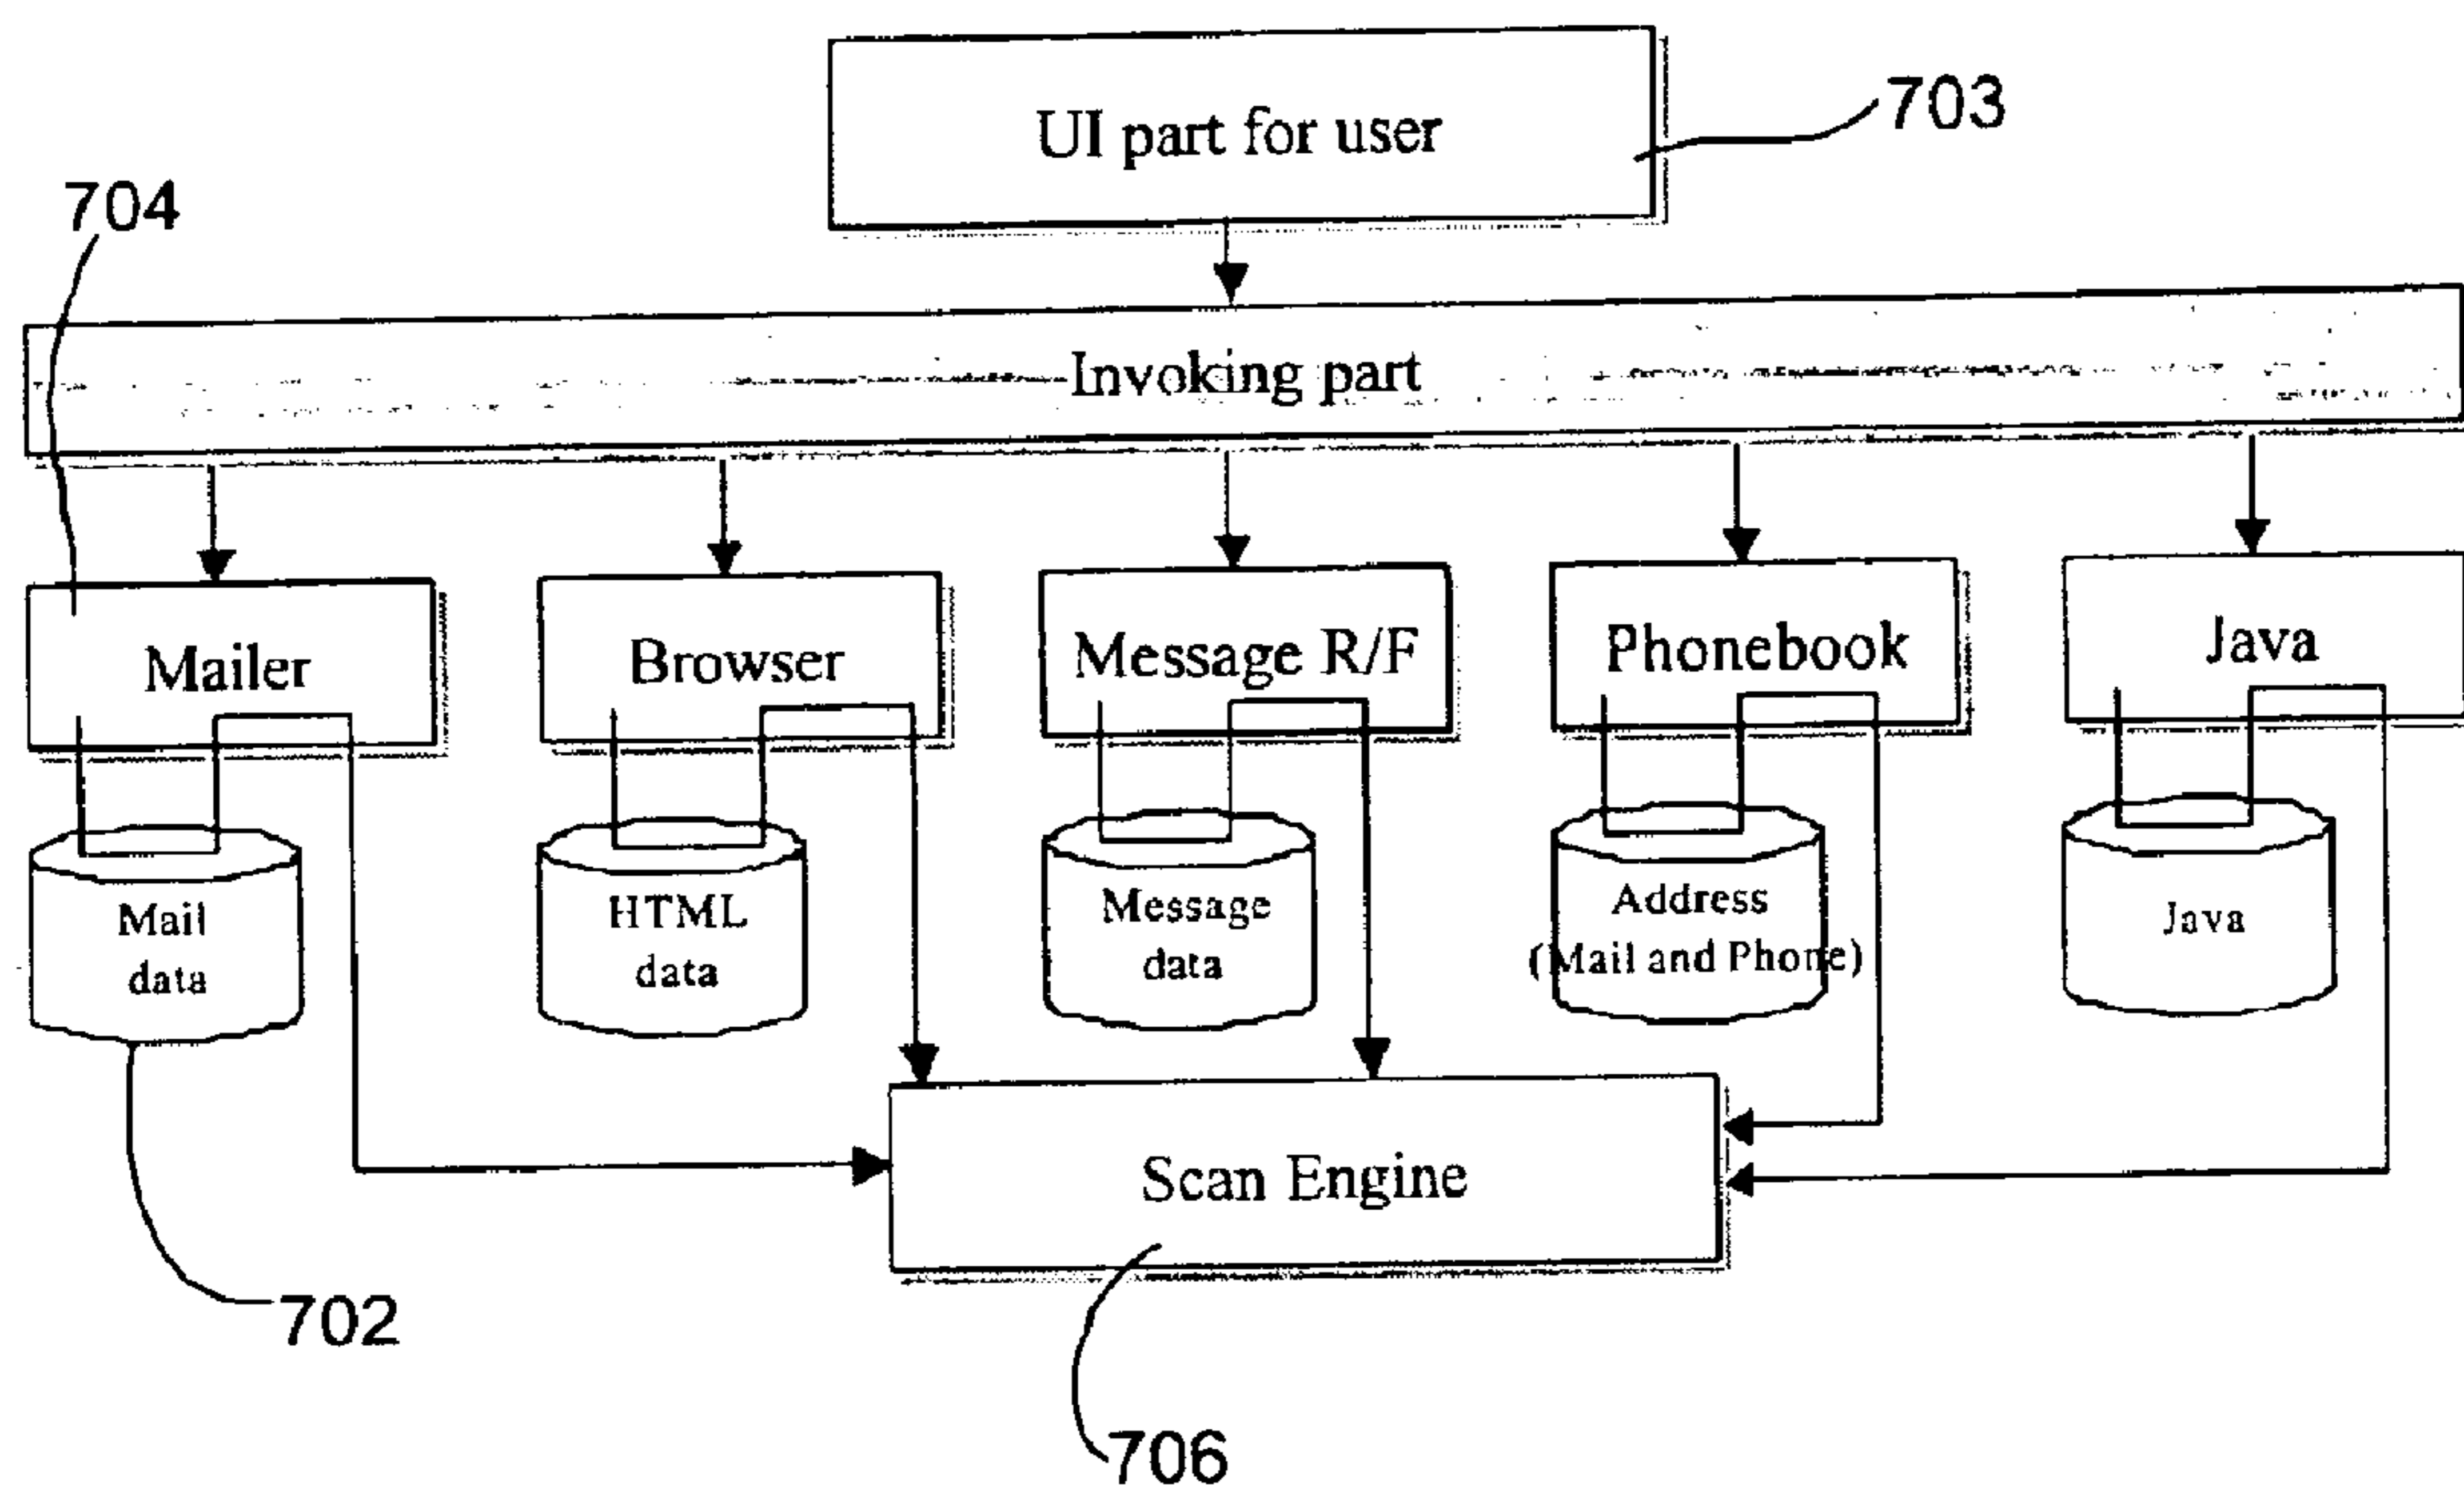 UI part for user
703
704
Invoking part
Mailer
Browser
Message R/F
Phonebook
Java
Mail
data
HTML
data
Message
data
Address
(Mail and Phone)
Java
Scan Engine
702
706